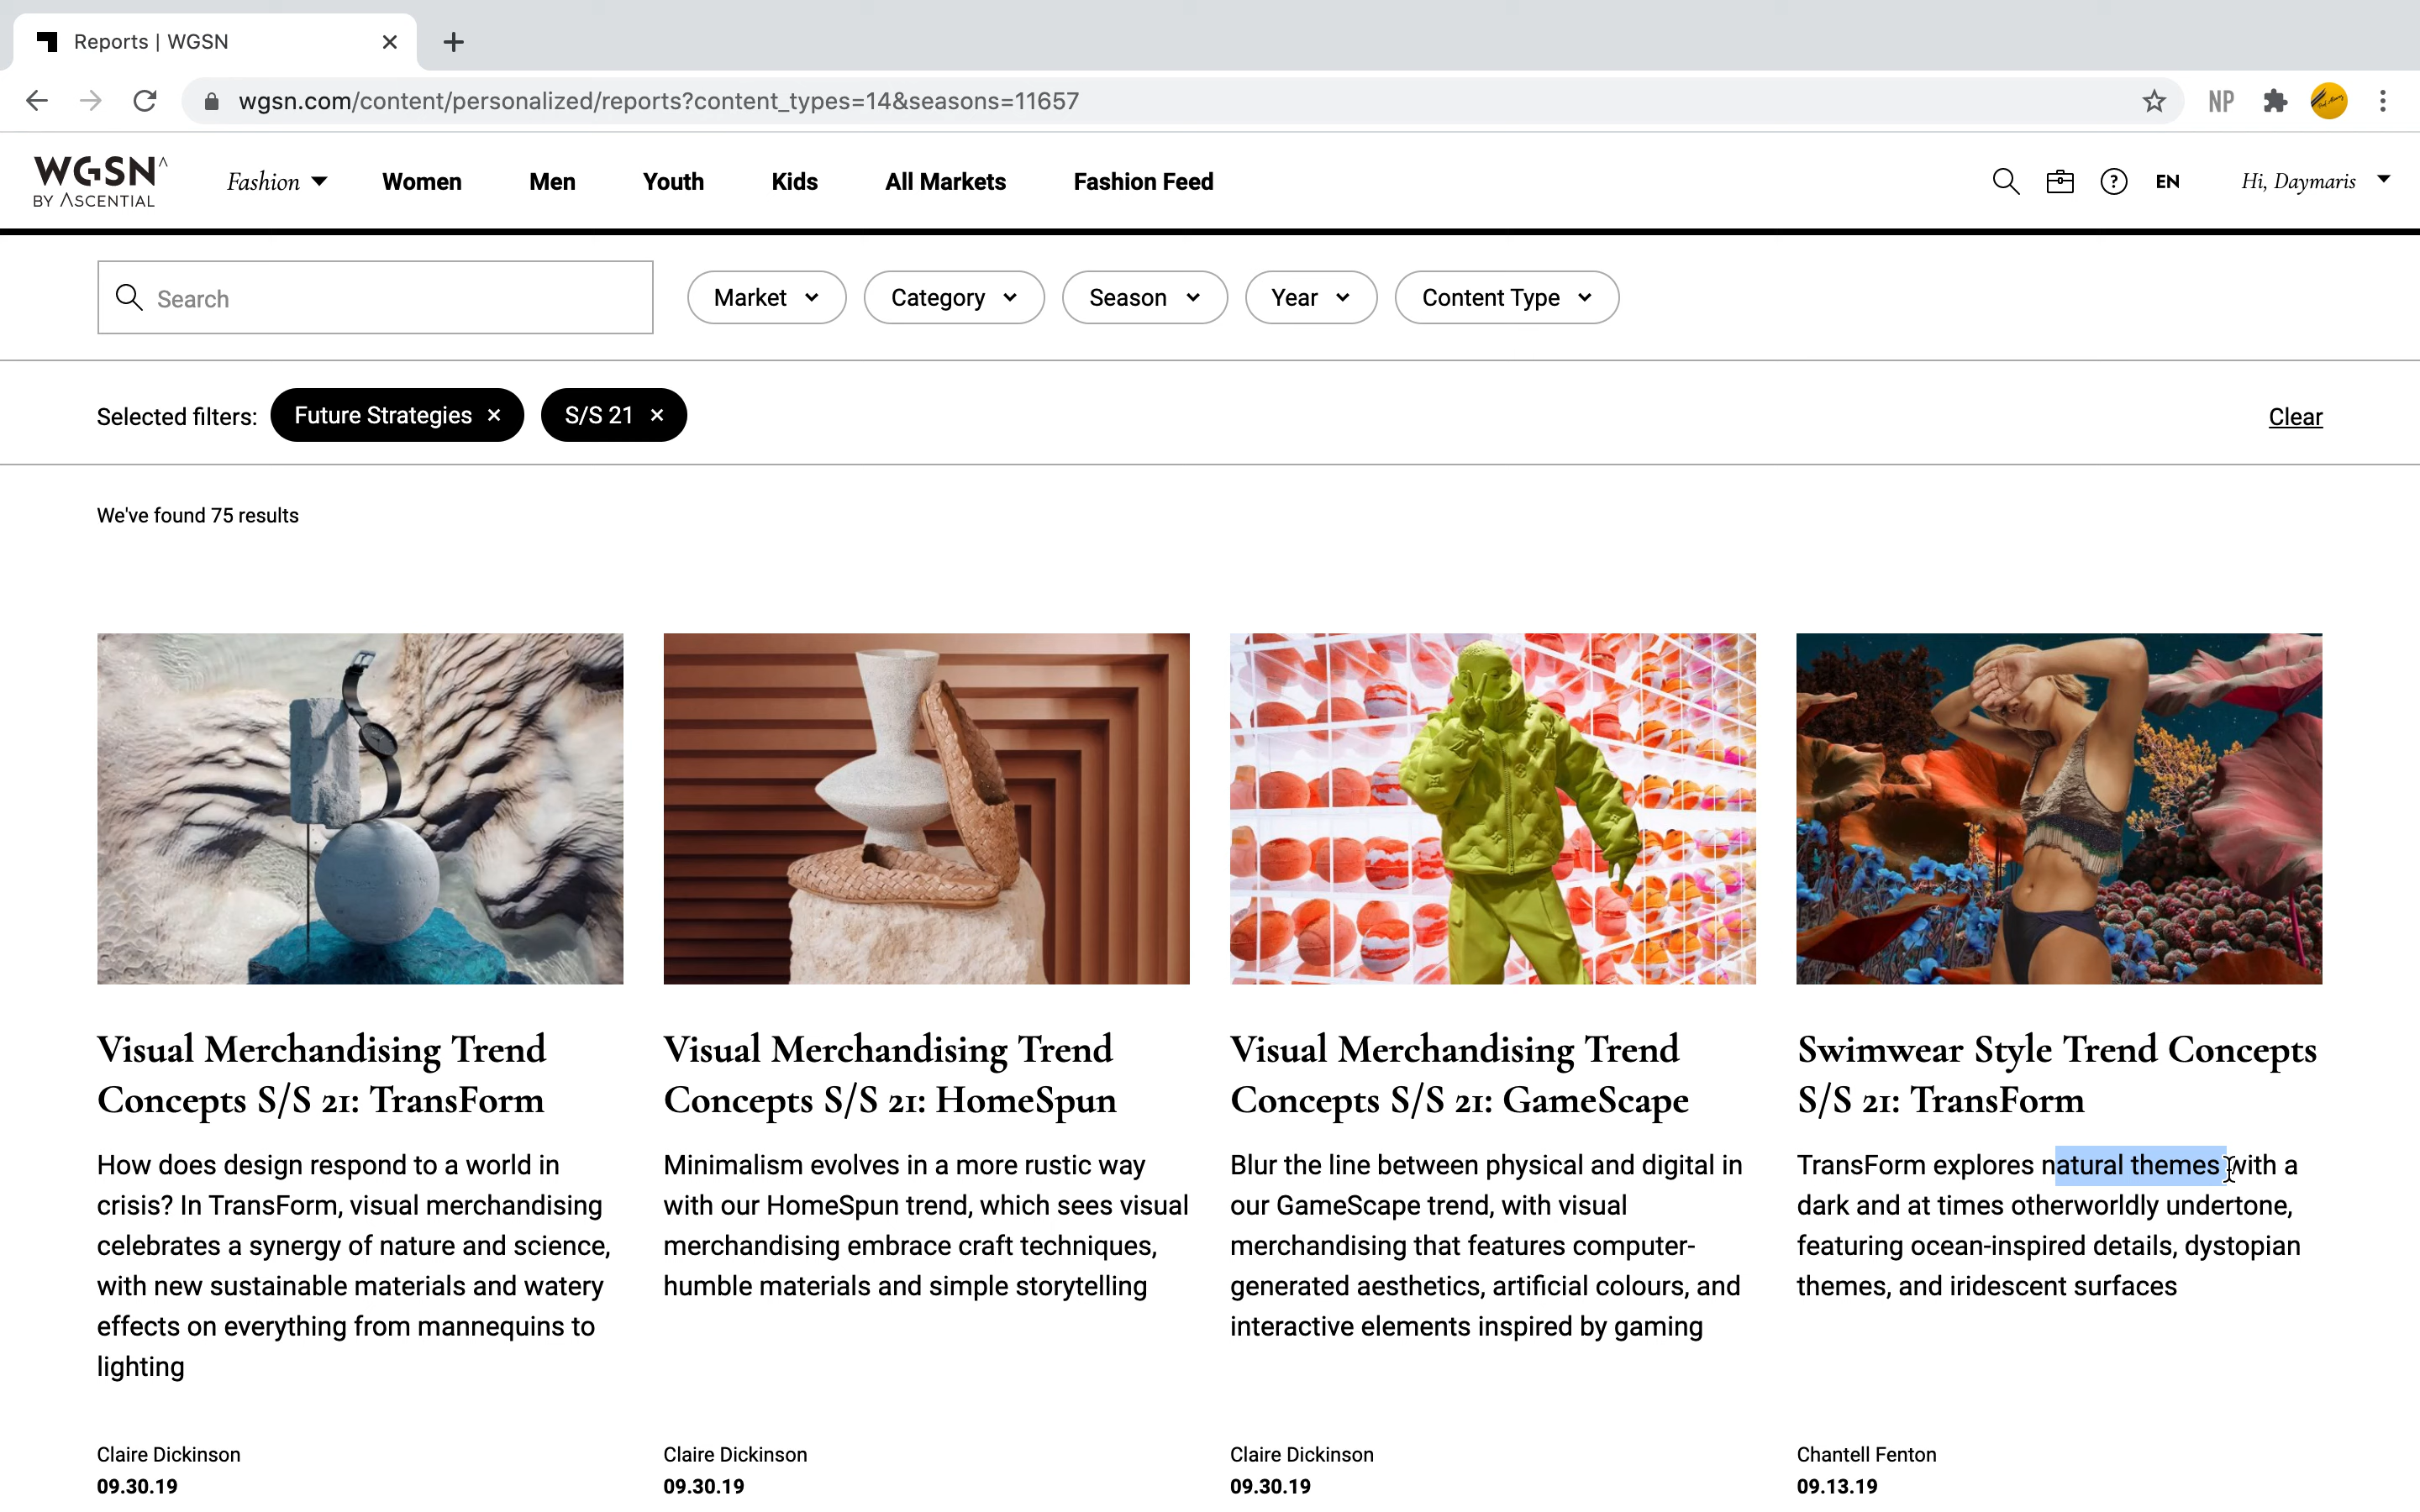 Reports | WGSN
wgsn.com/content/personalized/reports?content_types=14&seasons=11657
NP
WGSN^
BY ASCENTIAL
Fashion
Women
Men
Youth
Kids
All Markets
Fashion Feed
EN
Hi, Daymaris
Search
Market
Category
Season
Year
Content Type
Selected filters:
Future Strategies ×
S/S 21 ×
Clear
We've found 75 results
Visual Merchandising Trend
Concepts S/S 21: TransForm
How does design respond to a world in
crisis? In TransForm, visual merchandising
celebrates a synergy of nature and science,
with new sustainable materials and watery
effects on everything from mannequins to
lighting
Claire Dickinson
09.30.19
Visual Merchandising Trend
Concepts S/S 21: HomeSpun
Minimalism evolves in a more rustic way
with our HomeSpun trend, which sees visual
merchandising embrace craft techniques,
humble materials and simple storytelling
Claire Dickinson
09.30.19
Visual Merchandising Trend
Concepts S/S 21: GameScape
Blur the line between physical and digital in
our GameScape trend, with visual
merchandising that features computer-
generated aesthetics, artificial colours, and
interactive elements inspired by gaming
Claire Dickinson
09.30.19
Swimwear Style Trend Concepts
S/S 21: TransForm
TransForm explores natural themes with a
dark and at times otherworldly undertone,
featuring ocean-inspired details, dystopian
themes, and iridescent surfaces
Chantell Fenton
09.13.19